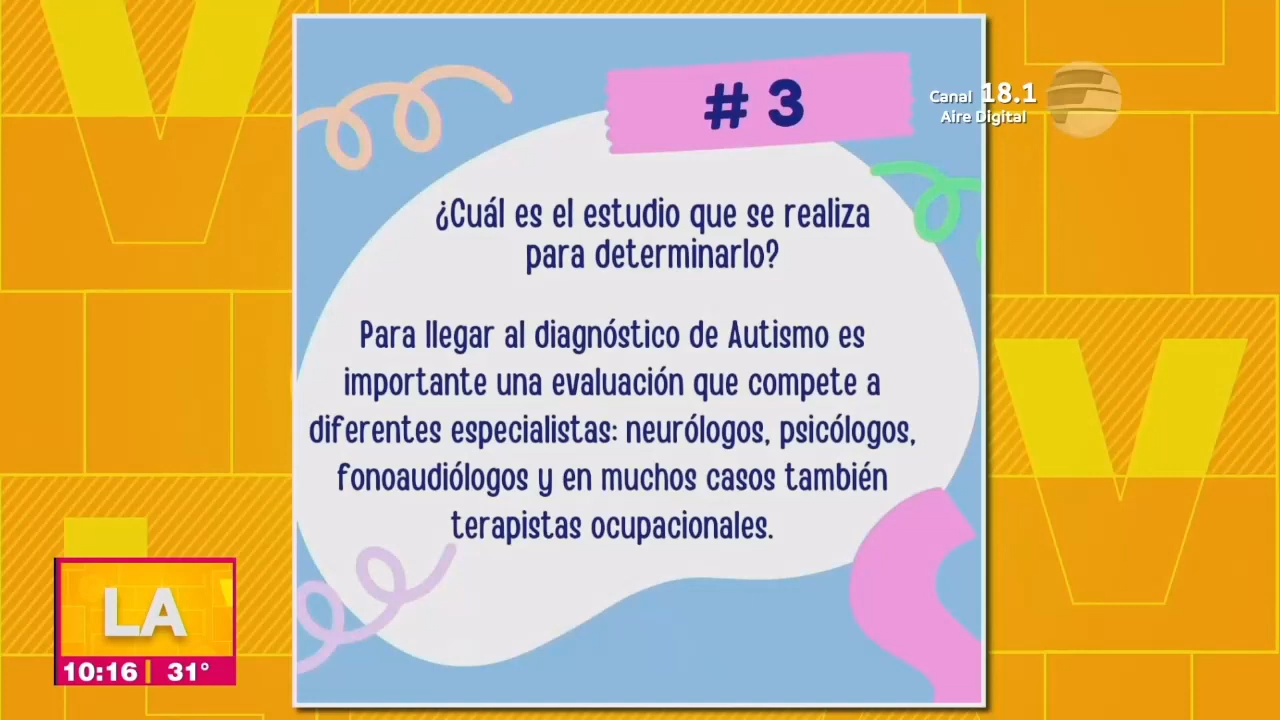 # 3
Canal 18.1
Aire Digital
¿Cuál es el estudio que se realiza
para determinarlo?
Para llegar al diagnóstico de Autismo es
importante una evaluación que compete a
diferentes especialistas: neurólogos, psicólogos,
fonoaudiólogos y en muchos casos también
terapistas ocupacionales.
LA
10:16 31°